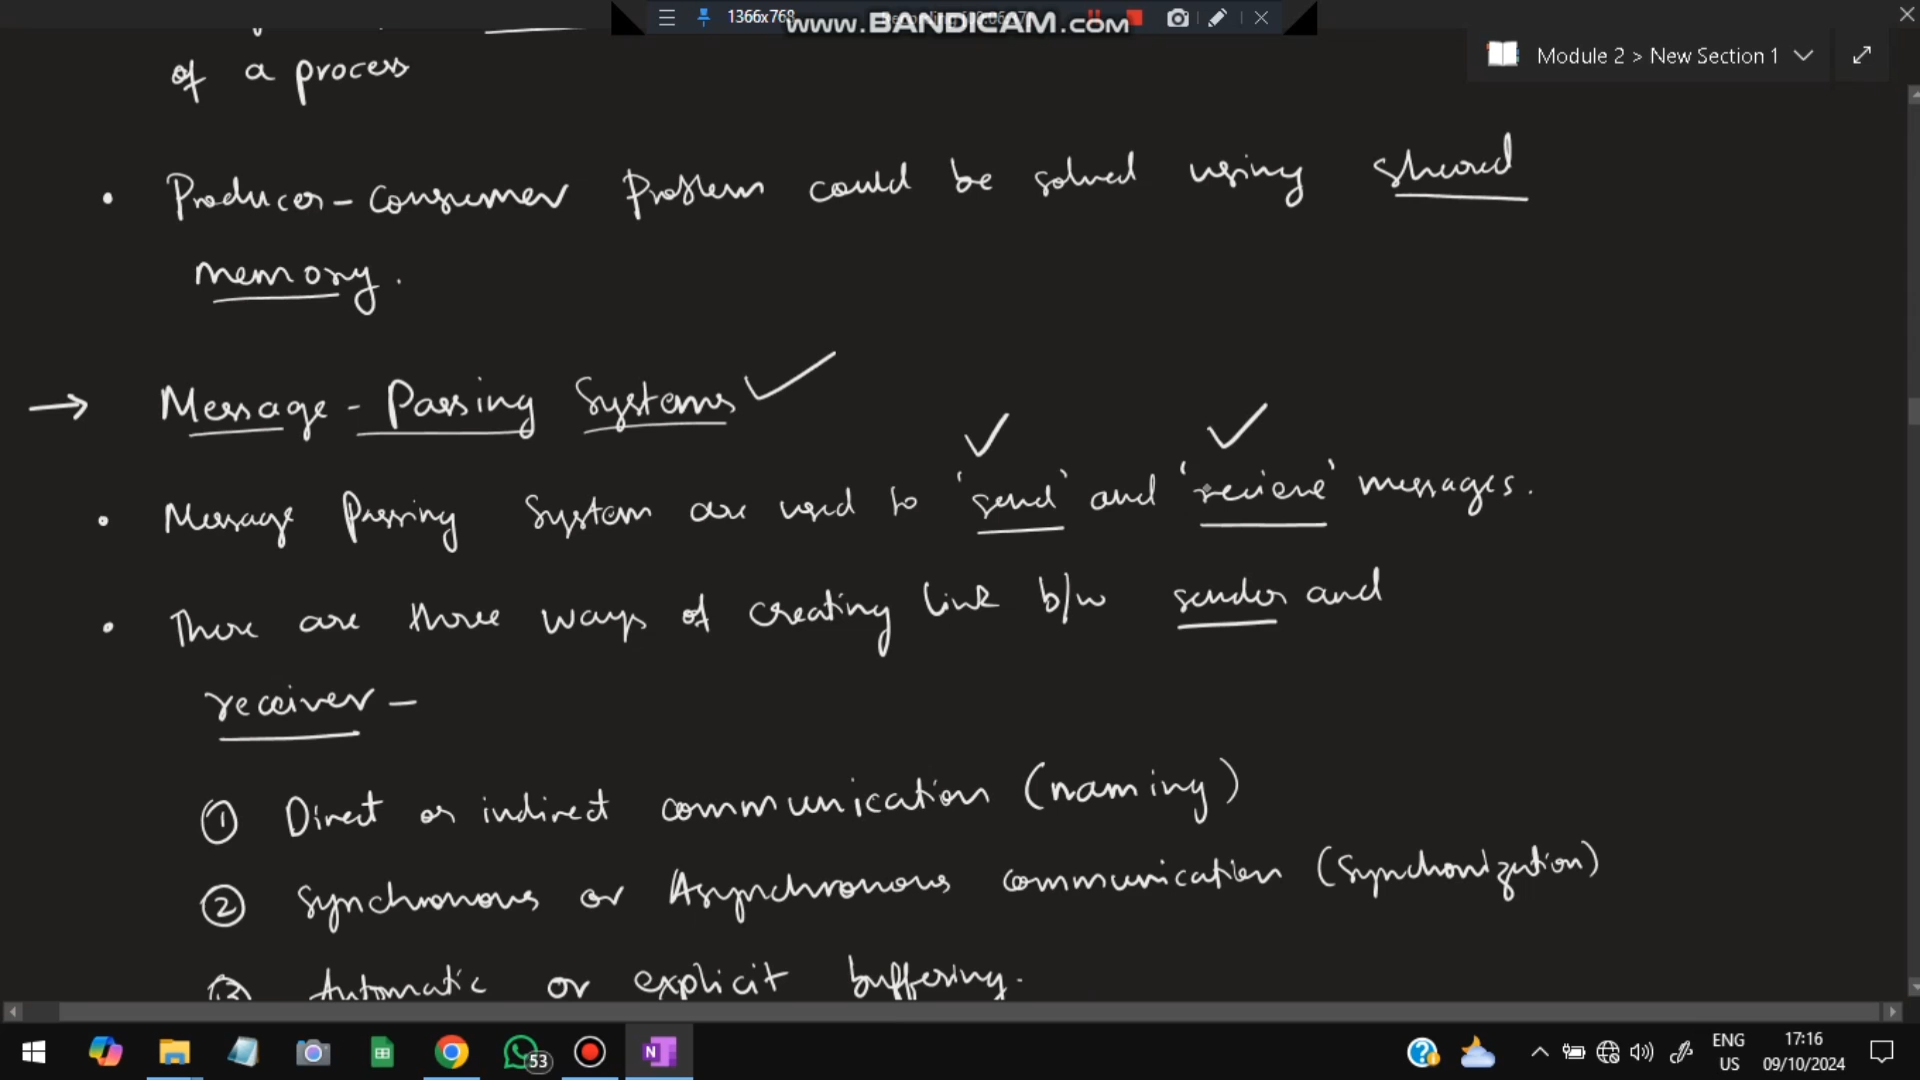 1366x768
www.BANDICAM.com
Module 2 > New Section 1
of a process
• Producer-consumer Problem could be solved using shared
memory.
→ Message-Passing Systems ✓
• Message Passing System are used to 'send' and 'recieve' messages.
• There are three ways of creating link b/w sender and
receiver -
① Direct or indirect communication (naming)
② Synchronous or Asynchronous communication (Synchronization)
③ Automatic or explicit buffering.
53
ENG
US
17:16
09/10/2024